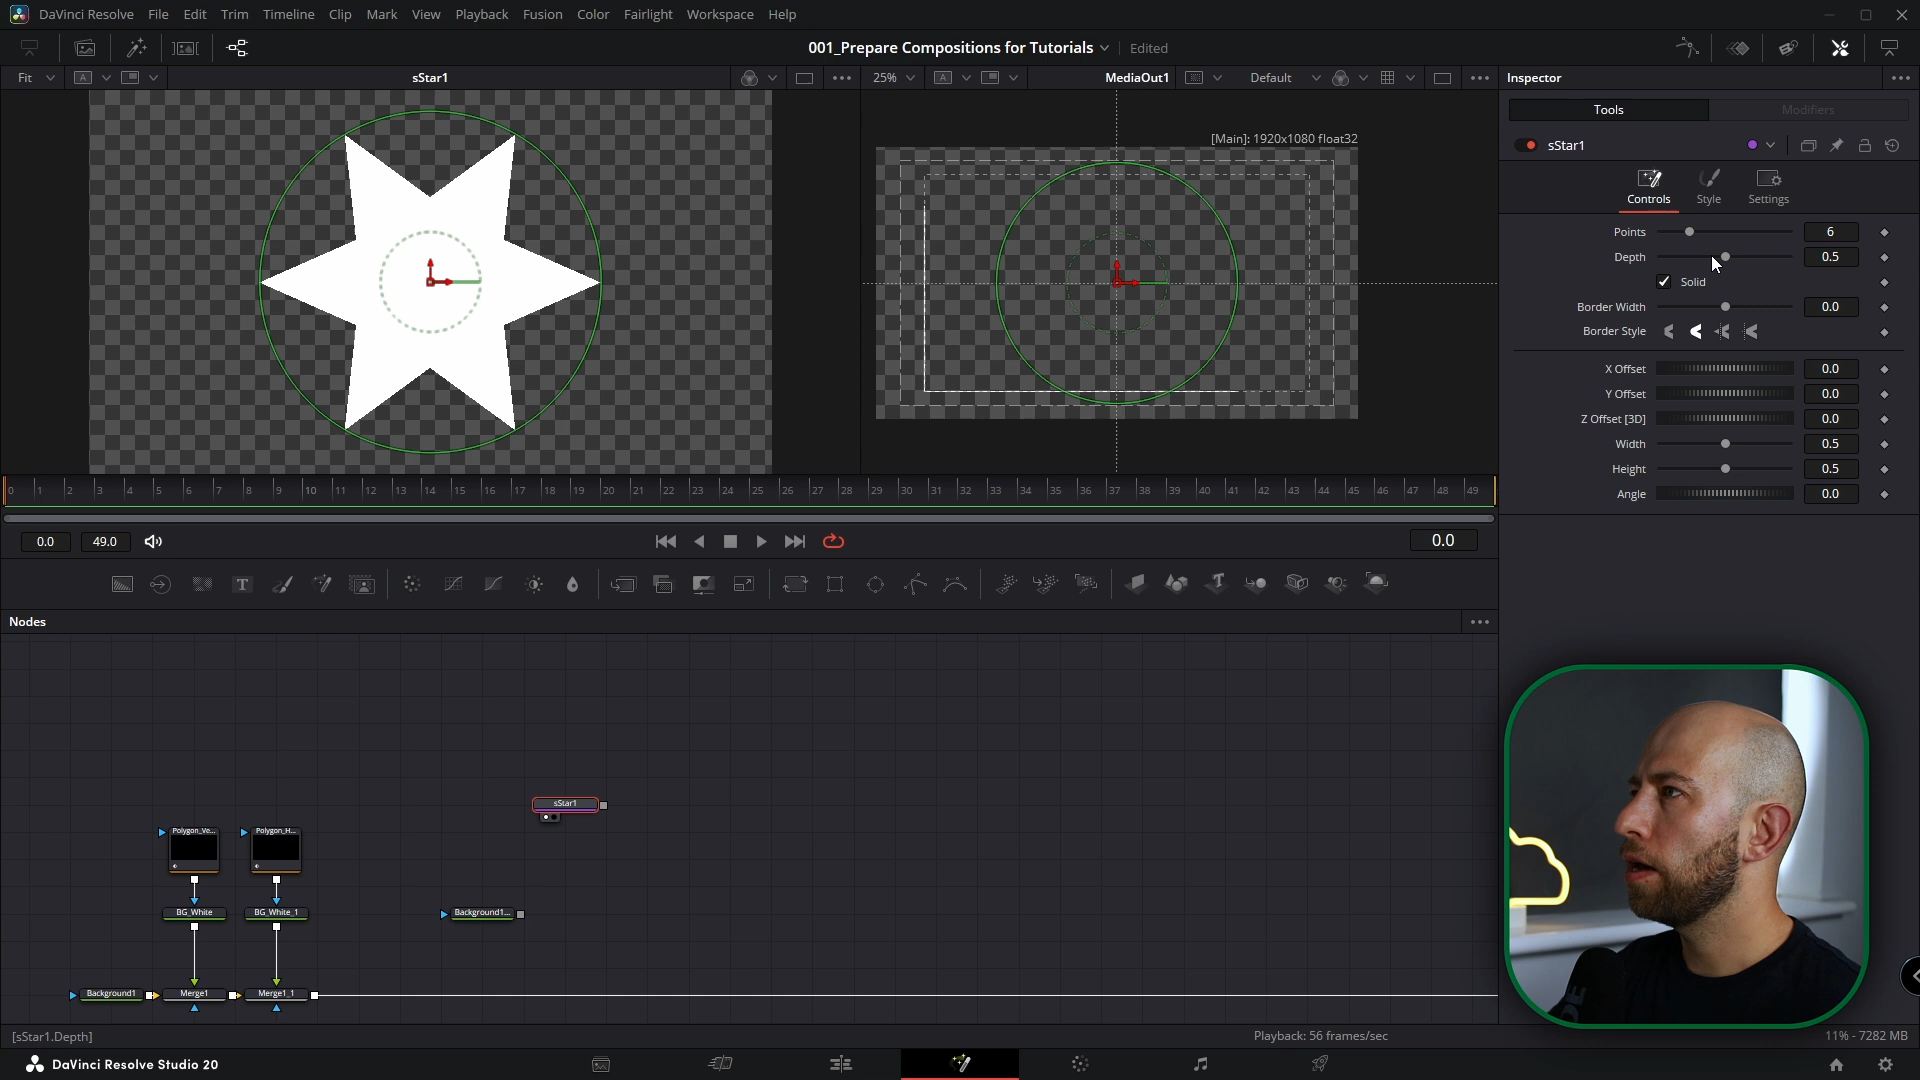 DaVinci Resolve File Edit Trim Timeline Clip Mark View Playback Fusion Color Fairlight Workspace Help
001_Prepare Compositions for Tutorials Edited
Fit A sStar1 25% A MediaOut1 Default Inspector
Tools Modifiers
[Main]: 1920x1080 float32
sStar1
Controls Style Settings
Points 6
Depth 0.5
Solid
Border Width 0.0
Border Style
X Offset 0.0
Y Offset 0.0
Z Offset [3D] 0.0
Width 0.5
Height 0.5
Angle 0.0
0 1 2 3 4 5 6 7 8 9 10 11 12 13 14 15 16 17 18 19 20 21 22 23 24 25 26 27 28 29 30 31 32 33 34 35 36 37 38 39 40 41 42 43 44 45 46 47 48 49
0.0 49.0 0.0
Nodes
sStar1
Polygon_Ve... Polygon_H...
BG_White BG_White_1 Background1...
Background1 Merge1 Merge1_1
[sStar1.Depth] Playback: 56 frames/sec 11% - 7282 MB
DaVinci Resolve Studio 20